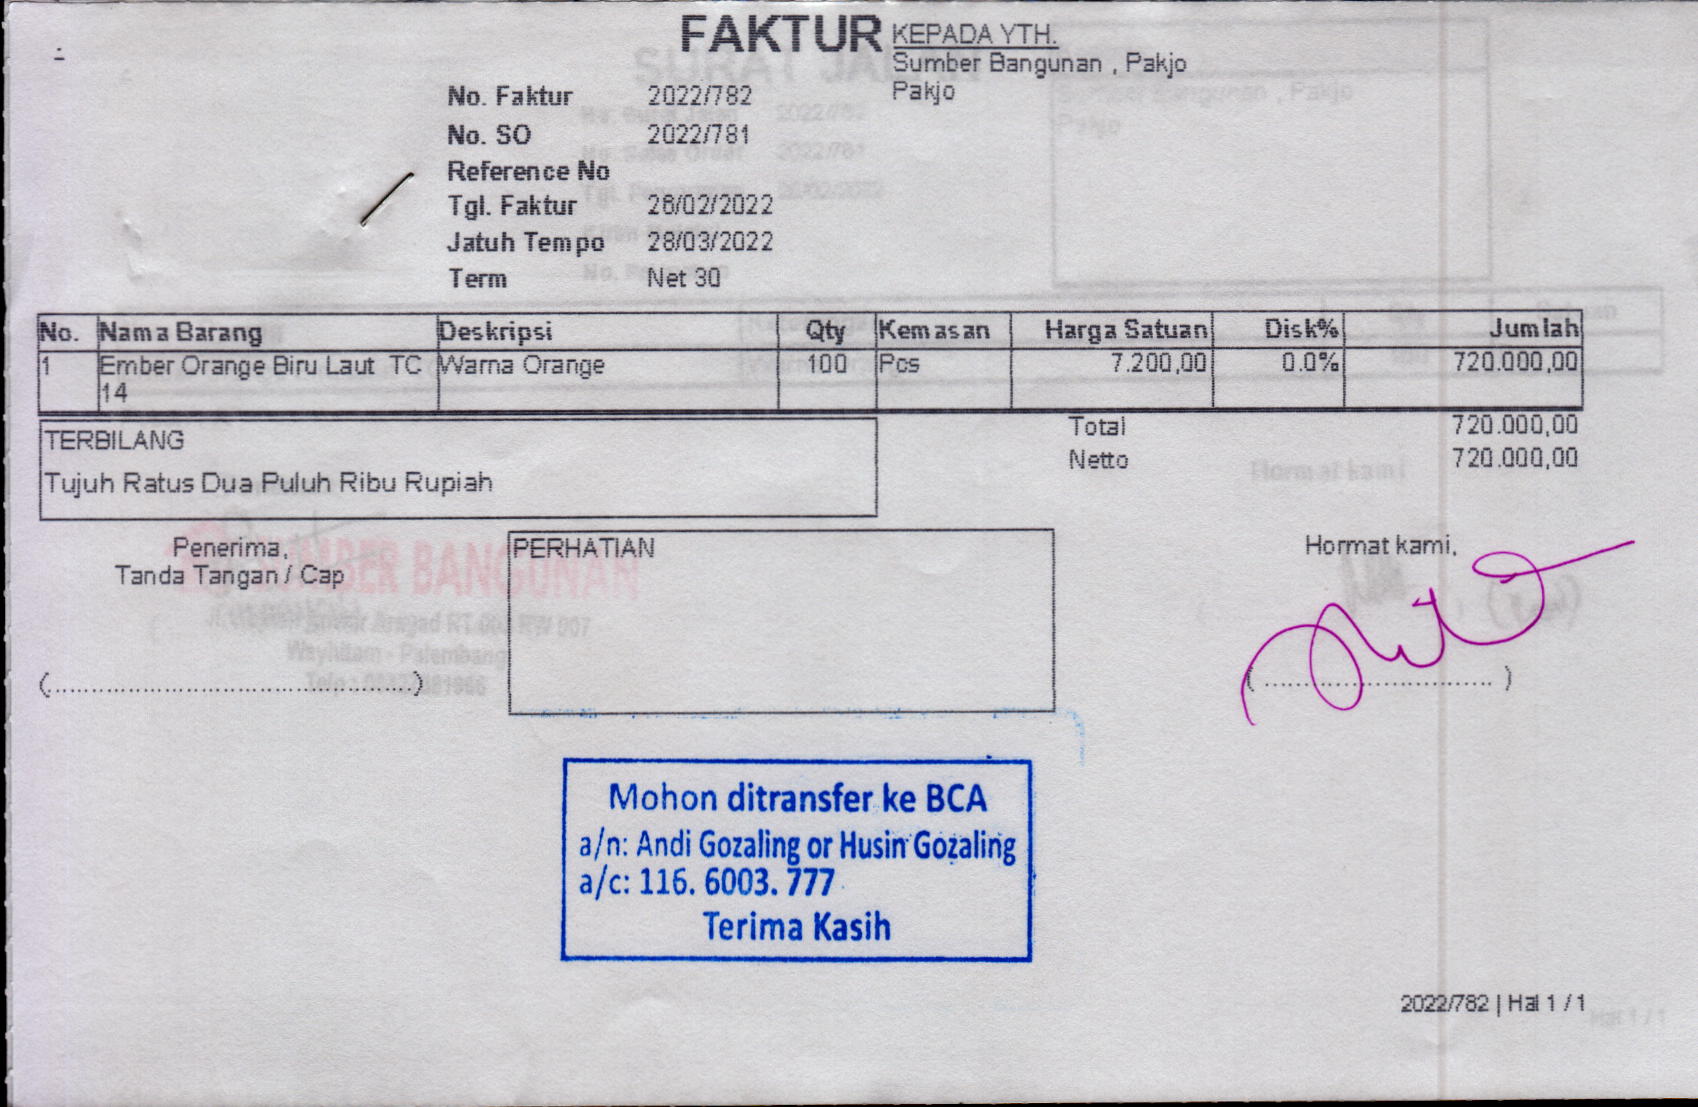 FAKTUR
KEPADA YTH.
Sumber Bangunan , Pakjo
Pakjo
No. Faktur 2022/782
No. SO 2022/781
Reference No
Tgl. Faktur 26/02/2022
Jatuh Tempo 28/03/2022
Term Net 30
No. Nama Barang Deskripsi Qty Kemasan Harga Satuan Disk% Jumlah
1 Ember Orange Biru Laut TC Warna Orange 100 Pcs 7.200,00 0.0% 720.000,00
14
Total 720.000,00
Netto 720.000,00
TERBILANG
Tujuh Ratus Dua Puluh Ribu Rupiah
Penerima,
Tanda Tangan / Cap
(............................................)
PERHATIAN
Hormat kami,
(..............................)
SUMBER BANGUNAN
Wayhitam - Palembang
Mohon ditransfer ke BCA
a/n: Andi Gozaling or Husin Gozaling
a/c: 116. 6003. 777
Terima Kasih
2022/782 | Hal 1 / 1